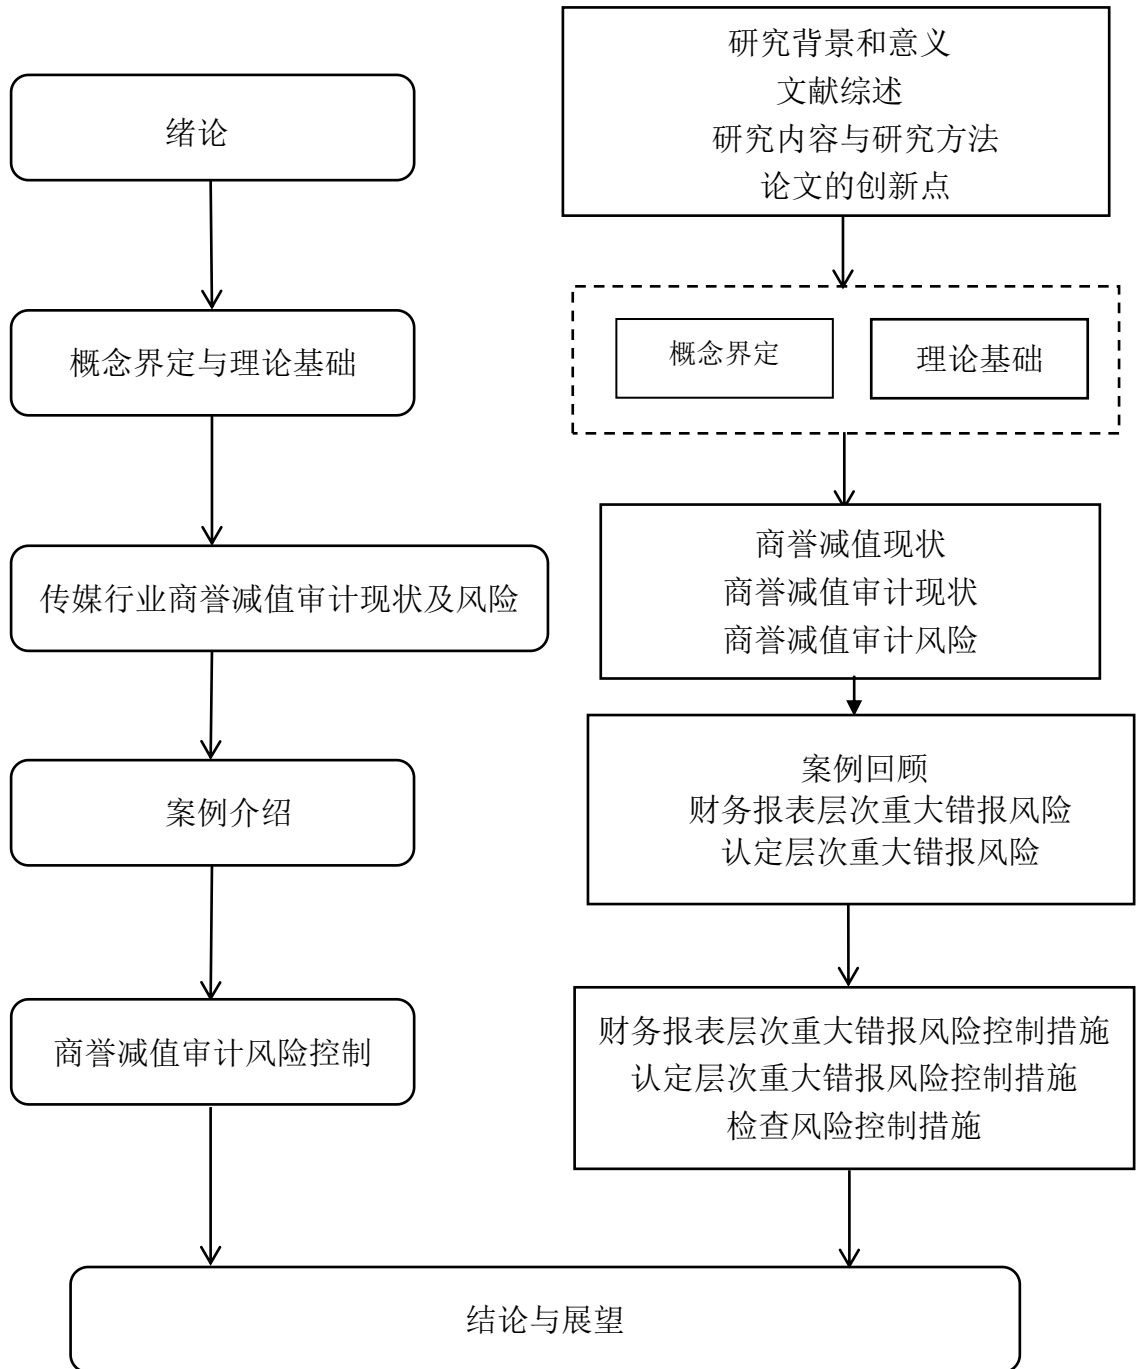 绪论
研究背景和意义
文献综述
研究内容与研究方法
论文的创新点
概念界定与理论基础
概念界定
理论基础
传媒行业商誉减值审计现状及风险
商誉减值现状
商誉减值审计现状
商誉减值审计风险
案例介绍
案例回顾
财务报表层次重大错报风险
认定层次重大错报风险
商誉减值审计风险控制
财务报表层次重大错报风险控制措施
认定层次重大错报风险控制措施
检查风险控制措施
结论与展望